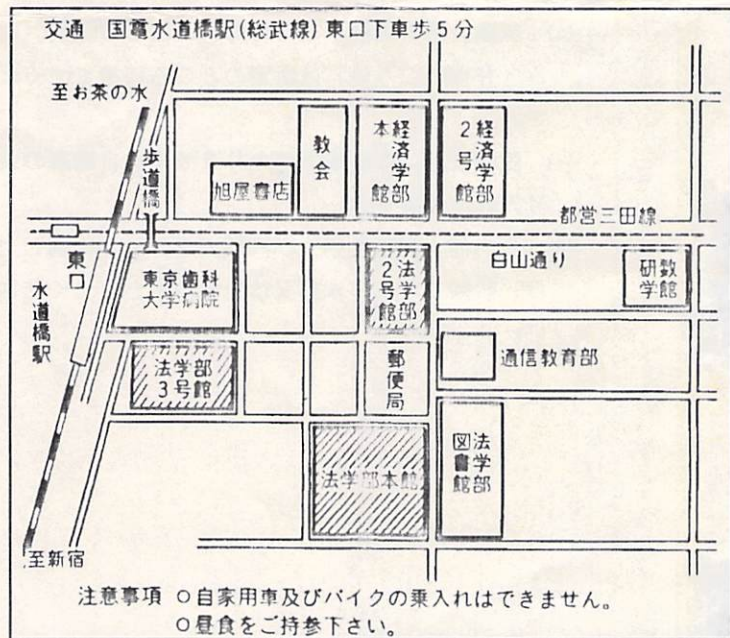 交通 国電水道橋駅(総武線)東口下車歩5分
至お茶の水
歩道橋
旭屋書店
教会
経済学部
本館
経済学部
2号館
都営三田線
東口
水道橋駅
東京歯科
大学病院
法学部
2号館
白山通り
研数
学館
法学部
3号館
郵便局
通信教育部
法学部本館
法学部
図書館
至新宿
注意事項 ○自家用車及びバイクの乗入れはできません。
○昼食をご持参下さい。